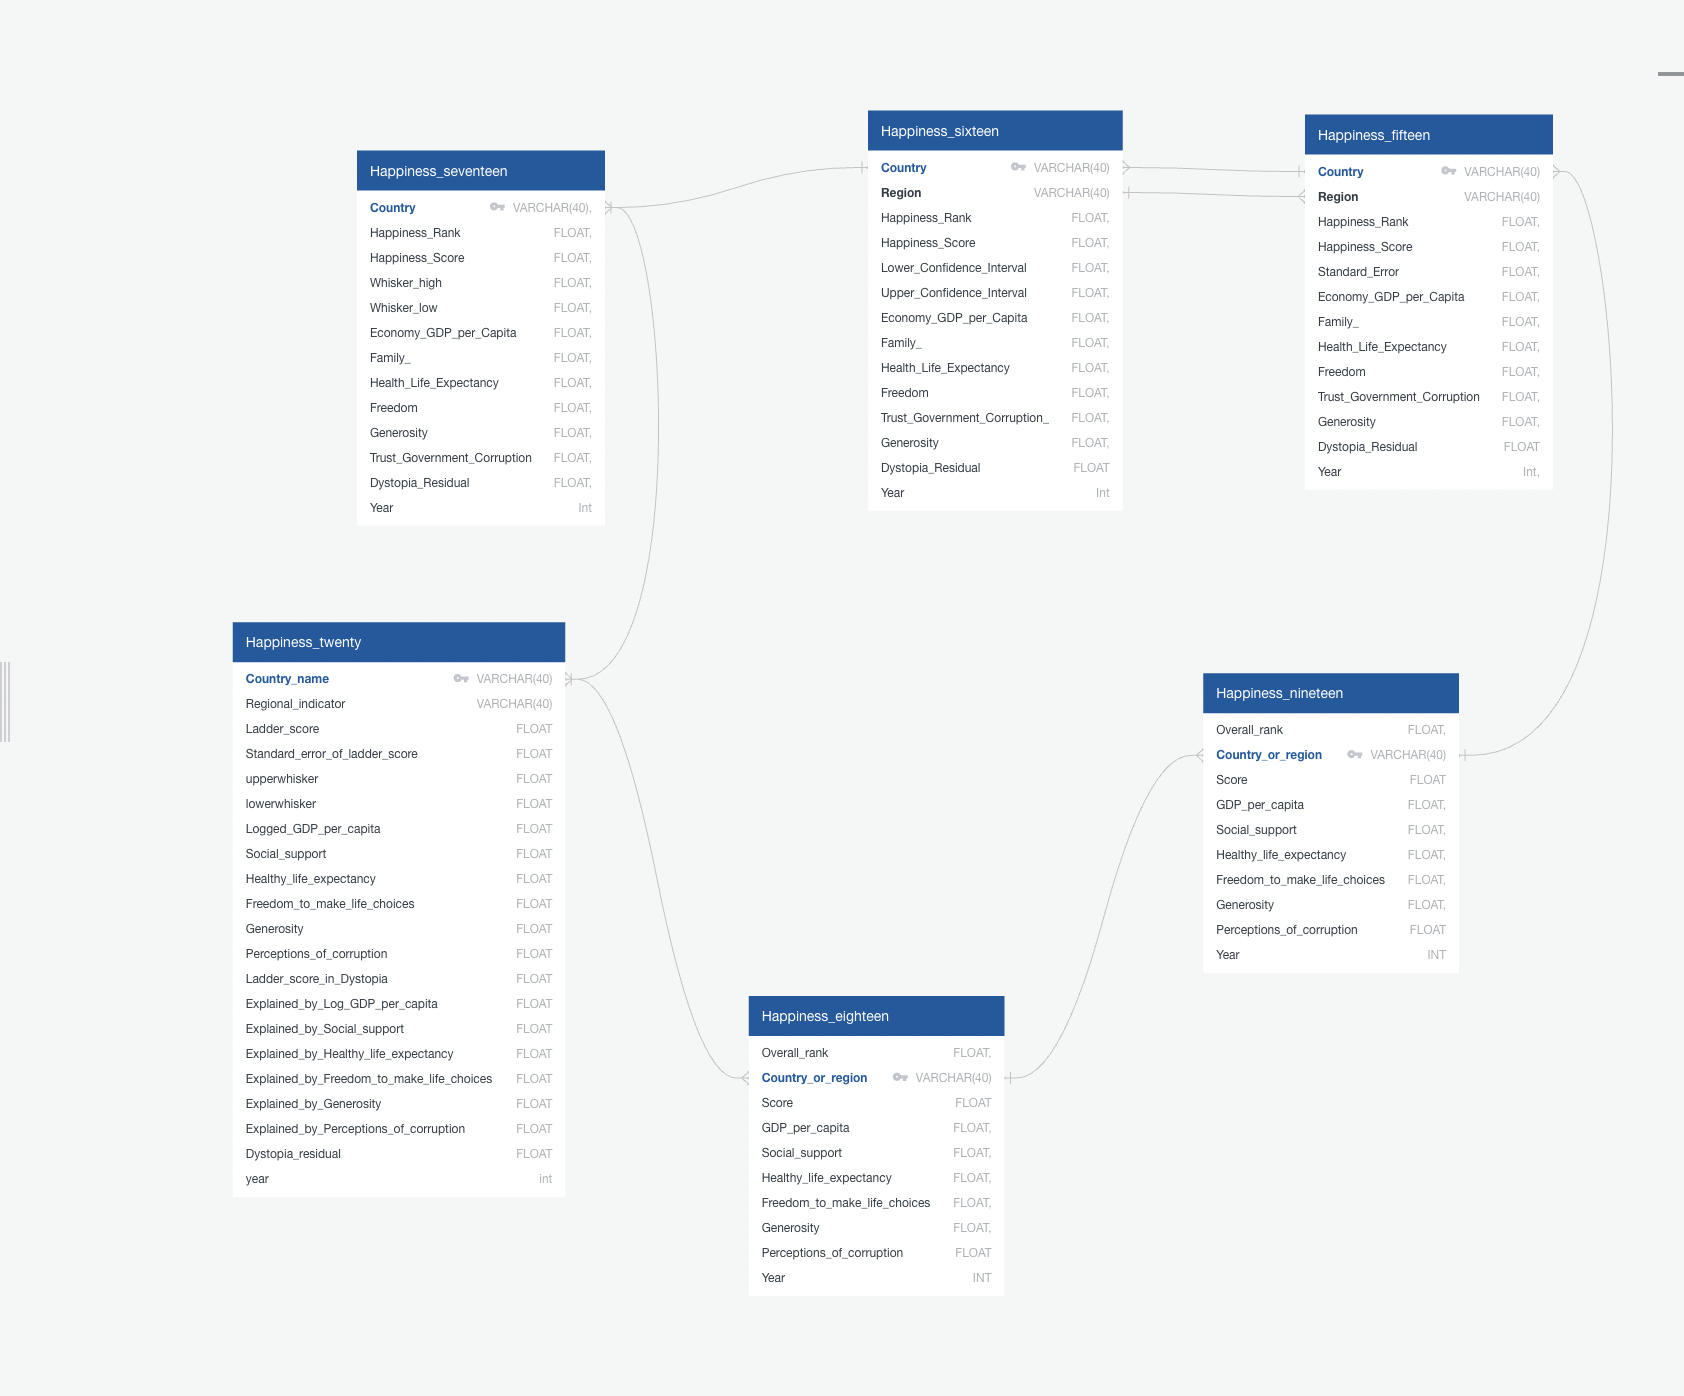 Happiness_seventeen
Country VARCHAR(40),
Happiness_Rank FLOAT,
Happiness_Score FLOAT,
Whisker_high FLOAT,
Whisker_low FLOAT,
Economy_GDP_per_Capita FLOAT,
Family_ FLOAT,
Health_Life_Expectancy FLOAT,
Freedom FLOAT,
Generosity FLOAT,
Trust_Government_Corruption FLOAT,
Dystopia_Residual FLOAT,
Year Int
Happiness_sixteen
Country VARCHAR(40)
Region VARCHAR(40)
Happiness_Rank FLOAT,
Happiness_Score FLOAT,
Lower_Confidence_Interval FLOAT,
Upper_Confidence_Interval FLOAT,
Economy_GDP_per_Capita FLOAT,
Family_ FLOAT,
Health_Life_Expectancy FLOAT,
Freedom FLOAT,
Trust_Government_Corruption_ FLOAT,
Generosity FLOAT,
Dystopia_Residual FLOAT
Year Int
Happiness_fifteen
Country VARCHAR(40)
Region VARCHAR(40)
Happiness_Rank FLOAT,
Happiness_Score FLOAT,
Standard_Error FLOAT,
Economy_GDP_per_Capita FLOAT,
Family_ FLOAT,
Health_Life_Expectancy FLOAT,
Freedom FLOAT,
Trust_Government_Corruption FLOAT,
Generosity FLOAT,
Dystopia_Residual FLOAT
Year Int,
Happiness_twenty
Country_name VARCHAR(40)
Regional_indicator VARCHAR(40)
Ladder_score FLOAT
Standard_error_of_ladder_score FLOAT
upperwhisker FLOAT
lowerwhisker FLOAT
Logged_GDP_per_capita FLOAT
Social_support FLOAT
Healthy_life_expectancy FLOAT
Freedom_to_make_life_choices FLOAT
Generosity FLOAT
Perceptions_of_corruption FLOAT
Ladder_score_in_Dystopia FLOAT
Explained_by_Log_GDP_per_capita FLOAT
Explained_by_Social_support FLOAT
Explained_by_Healthy_life_expectancy FLOAT
Explained_by_Freedom_to_make_life_choices FLOAT
Explained_by_Generosity FLOAT
Explained_by_Perceptions_of_corruption FLOAT
Dystopia_residual FLOAT
year int
Happiness_nineteen
Overall_rank FLOAT,
Country_or_region VARCHAR(40)
Score FLOAT
GDP_per_capita FLOAT,
Social_support FLOAT,
Healthy_life_expectancy FLOAT,
Freedom_to_make_life_choices FLOAT,
Generosity FLOAT,
Perceptions_of_corruption FLOAT
Year INT
Happiness_eighteen
Overall_rank FLOAT,
Country_or_region VARCHAR(40)
Score FLOAT
GDP_per_capita FLOAT,
Social_support FLOAT,
Healthy_life_expectancy FLOAT,
Freedom_to_make_life_choices FLOAT,
Generosity FLOAT,
Perceptions_of_corruption FLOAT
Year INT